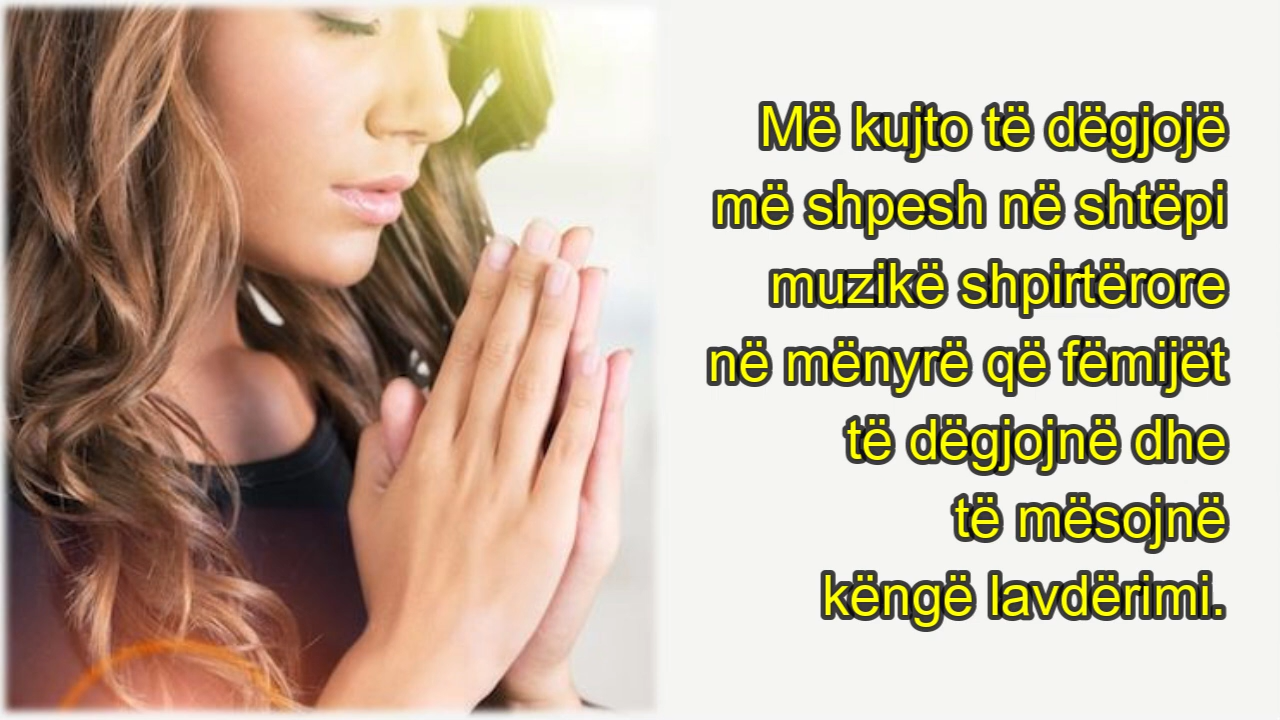 Më kujto të dëgjojë
më shpesh në shtëpi
muzikë shpirtërore
në mënyrë që fëmijët
të dëgjojnë dhe
të mësojnë
këngë lavdërimi.